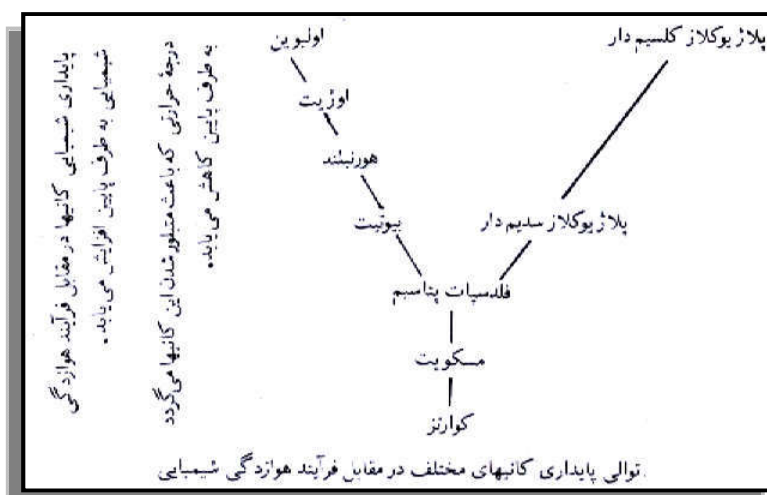 پلاژیوکلاز کلسیم دار
اولیوین
اوژیت
هورنبلند
بیوتیت
پلاژیوکلاز سدیم دار
فلدسپات پتاسیم
مسکویت
کوارتز
به طرف پایین کاهش می یابد.
درجهٔ حرارتی که باعث متبلور شدن این کانیها می گردد
شیمیایی به طرف پایین افزایش می یابد.
پایداری شیمیایی کانیها در مقابل فرآیند هوازدگی
توالی پایداری کانیهای مختلف در مقابل فرآیند هوازدگی شیمیایی